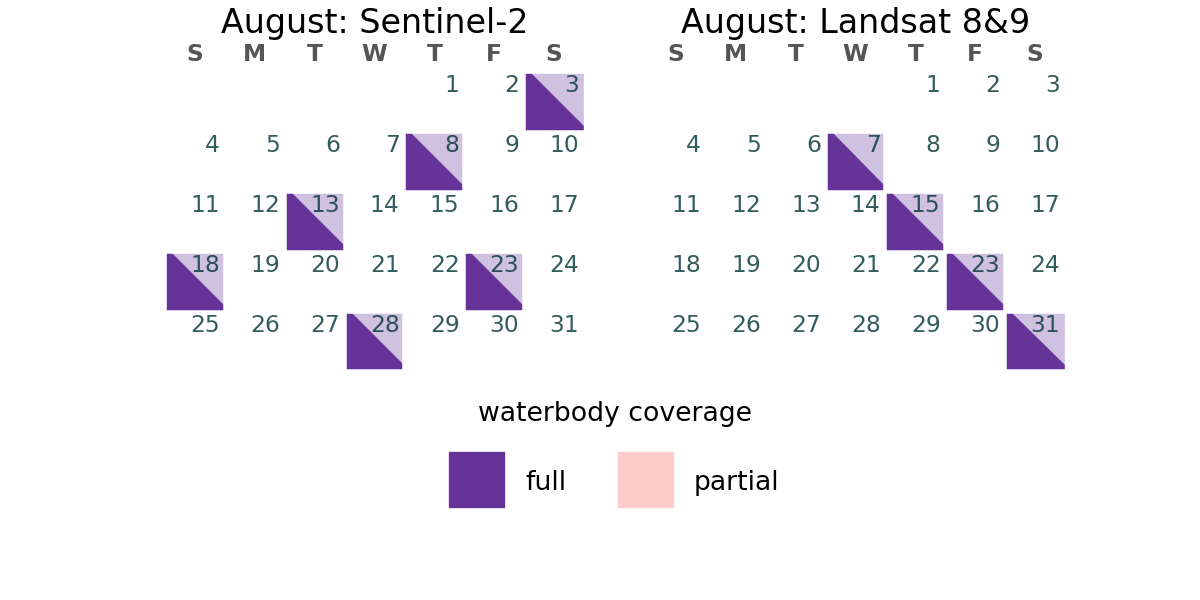 August: Sentinel-2
S M T W T F S
1 2 3
4 5 6 7 8 9 10
11 12 13 14 15 16 17
18 19 20 21 22 23 24
25 26 27 28 29 30 31
August: Landsat 8&9
S M T W T F S
1 2 3
4 5 6 7 8 9 10
11 12 13 14 15 16 17
18 19 20 21 22 23 24
25 26 27 28 29 30 31
waterbody coverage
full partial